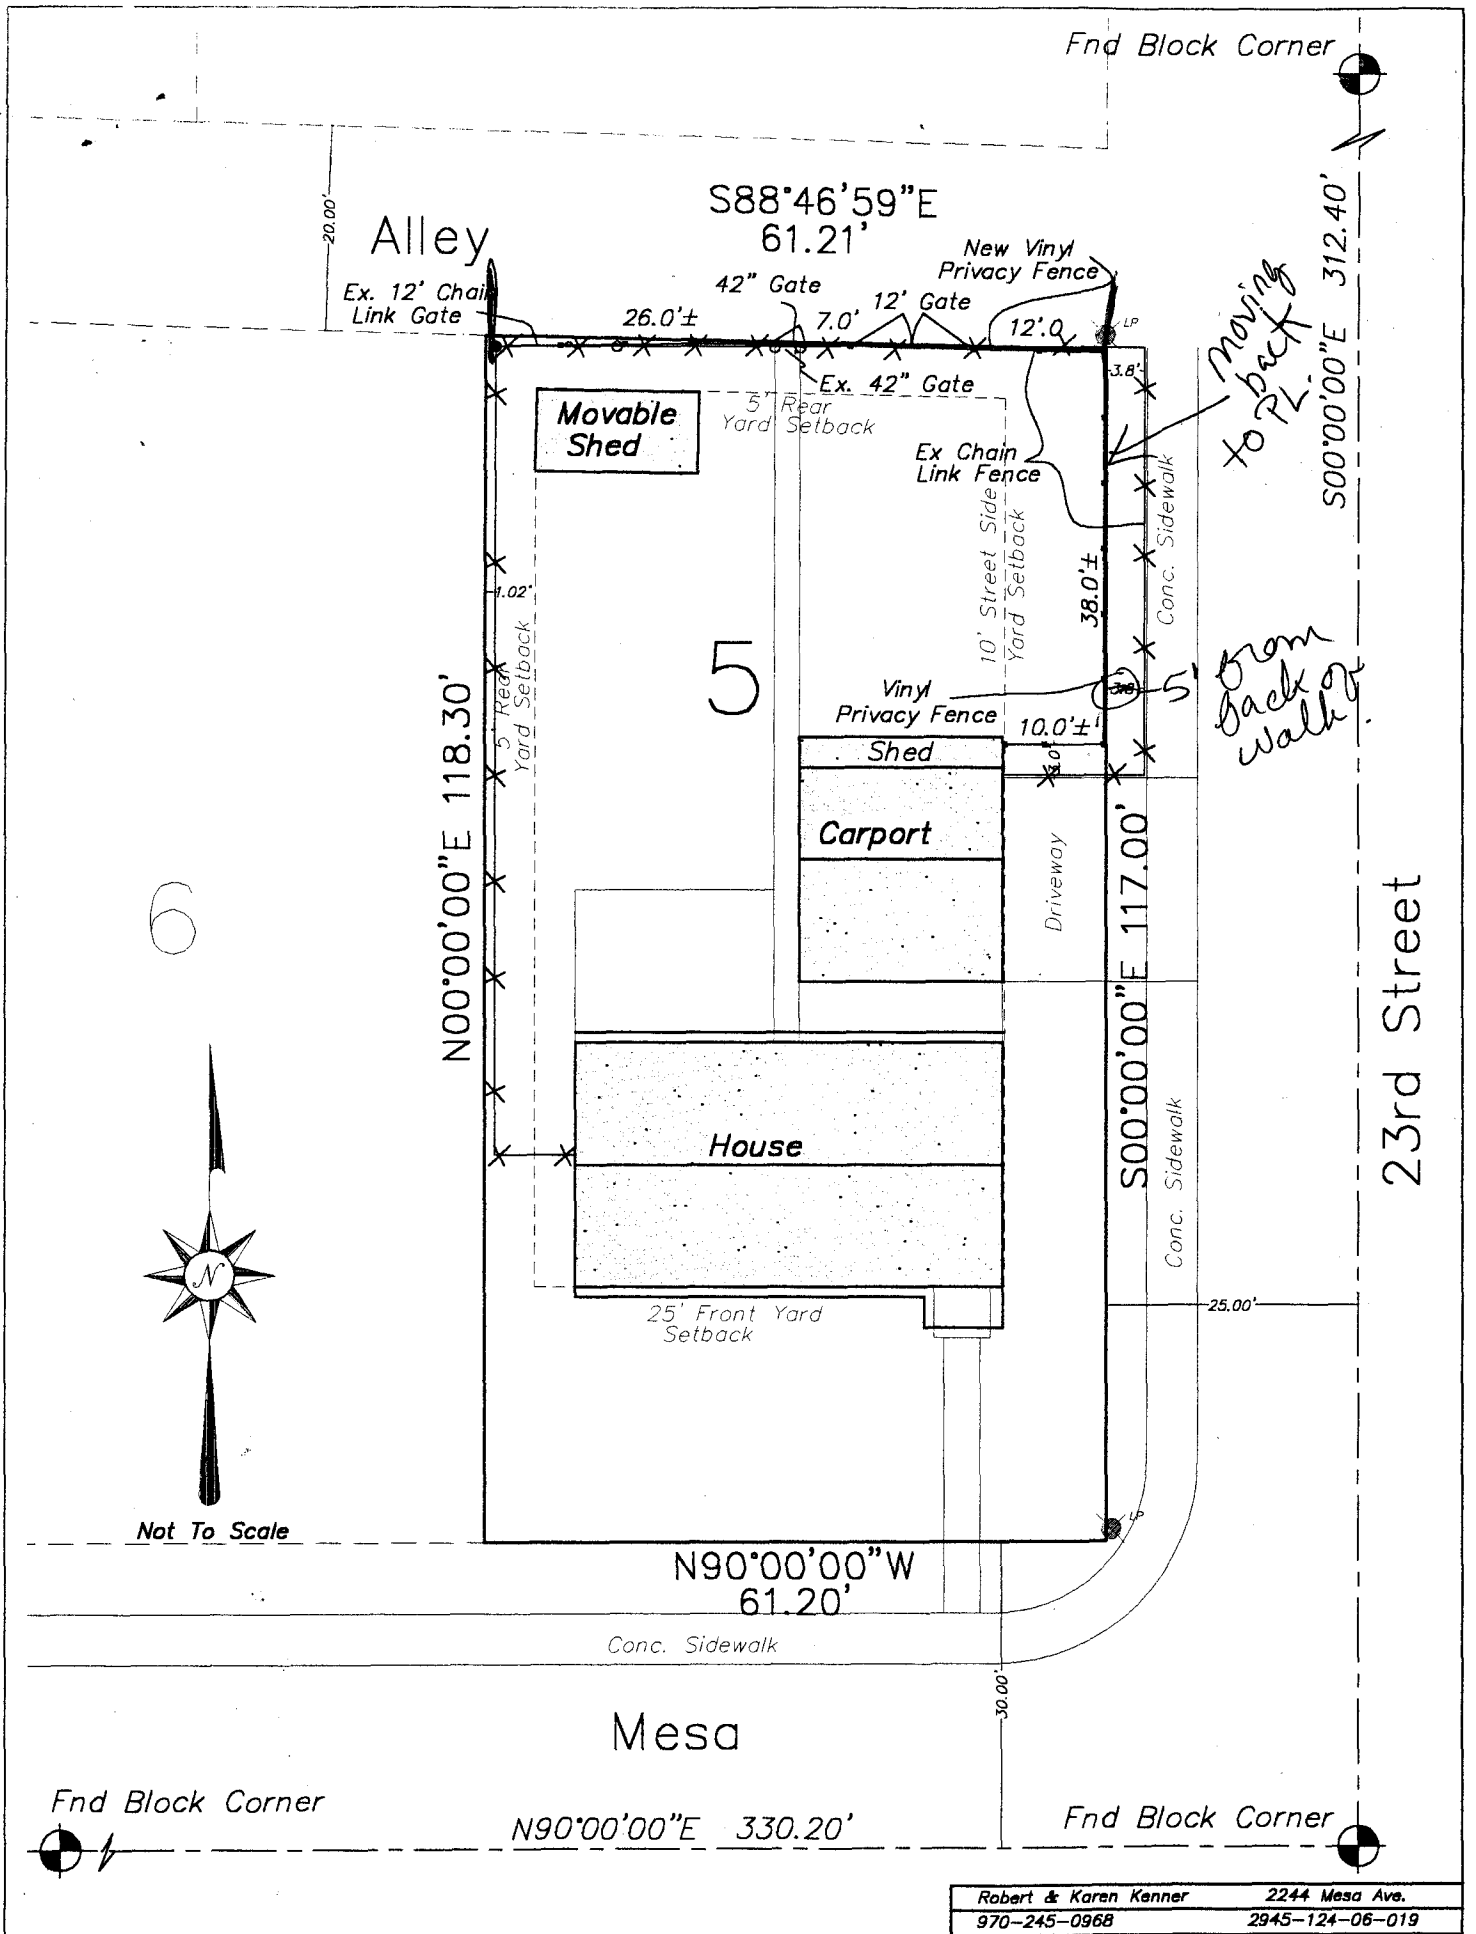 Fnd Block Corner
S88°46'59"E
61.21'
20.00'
Alley
New Vinyl
Privacy Fence
S00°00'00"E 312.40'
moving
back
to PL.
Ex. 12' Chain
Link Gate
42" Gate
26.0'±
7.0'
12' Gate
12'.0
LP
3.8'
Ex. 42" Gate
Movable
Shed
5' Rear
Yard Setback
Ex Chain
Link Fence
10' Street Side
Yard Setback
Conc. Sidewalk
38.0'±
1.02'
5' Rear
Yard Setback
5
Vinyl
Privacy Fence
5' from
back of
walk.
10.0'±
3.0'
Shed
N00°00'00"E 118.30'
Carport
Driveway
S00°00'00"E 117.00'
6
23rd Street
House
Conc. Sidewalk
N
25' Front Yard
Setback
25.00'
Not To Scale
LP
N90°00'00"W
61.20'
Conc. Sidewalk
30.00'
Mesa
Fnd Block Corner
N90°00'00"E 330.20'
Fnd Block Corner
Robert & Karen Kenner 2244 Mesa Ave.
970-245-0968 2945-124-06-019